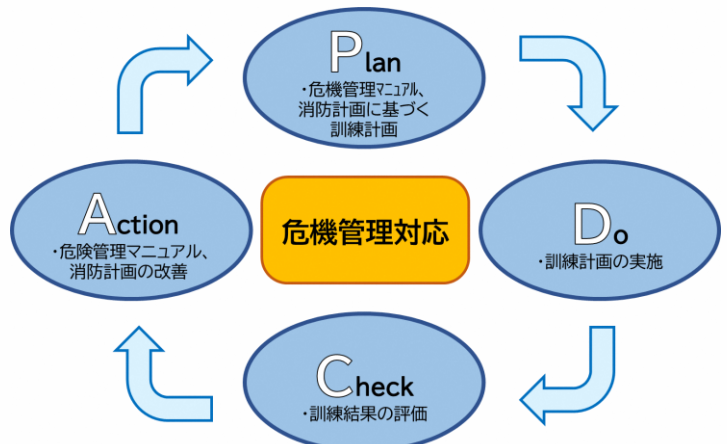 Plan
・危機管理マニュアル、
消防計画に基づく
訓練計画
Action
・危険管理マニュアル、
消防計画の改善
危機管理対応
Do
・訓練計画の実施
Check
・訓練結果の評価